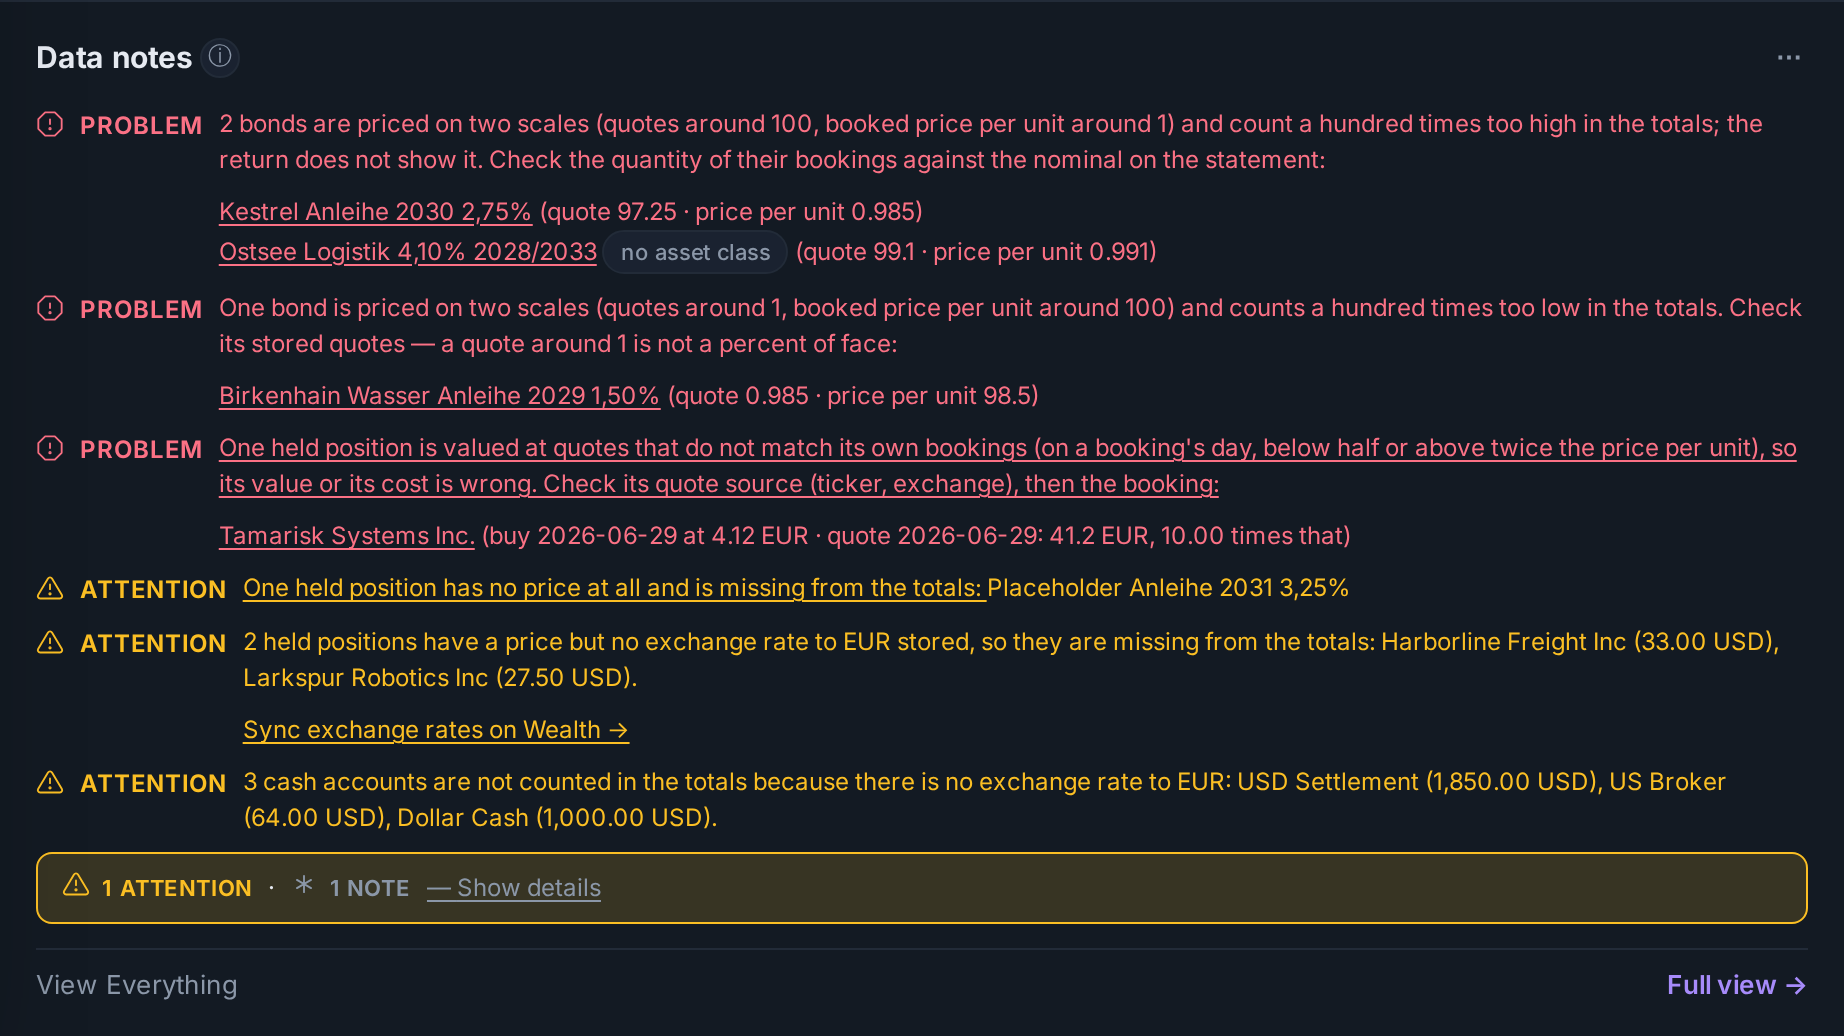 Data notes
PROBLEM 2 bonds are priced on two scales (quotes around 100, booked price per unit around 1) and count a hundred times too high in the totals; the
return does not show it. Check the quantity of their bookings against the nominal on the statement:
Kestrel Anleihe 2030 2,75% (quote 97.25 · price per unit 0.985)
Ostsee Logistik 4,10% 2028/2033 no asset class (quote 99.1 · price per unit 0.991)
PROBLEM One bond is priced on two scales (quotes around 1, booked price per unit around 100) and counts a hundred times too low in the totals. Check
its stored quotes — a quote around 1 is not a percent of face:
Birkenhain Wasser Anleihe 2029 1,50% (quote 0.985 · price per unit 98.5)
PROBLEM One held position is valued at quotes that do not match its own bookings (on a booking's day, below half or above twice the price per unit), so
its value or its cost is wrong. Check its quote source (ticker, exchange), then the booking:
Tamarisk Systems Inc. (buy 2026-06-29 at 4.12 EUR · quote 2026-06-29: 41.2 EUR, 10.00 times that)
ATTENTION One held position has no price at all and is missing from the totals: Placeholder Anleihe 2031 3,25%
ATTENTION 2 held positions have a price but no exchange rate to EUR stored, so they are missing from the totals: Harborline Freight Inc (33.00 USD),
Larkspur Robotics Inc (27.50 USD).
Sync exchange rates on Wealth →
ATTENTION 3 cash accounts are not counted in the totals because there is no exchange rate to EUR: USD Settlement (1,850.00 USD), US Broker
(64.00 USD), Dollar Cash (1,000.00 USD).
1 ATTENTION · 1 NOTE — Show details
View Everything
Full view →